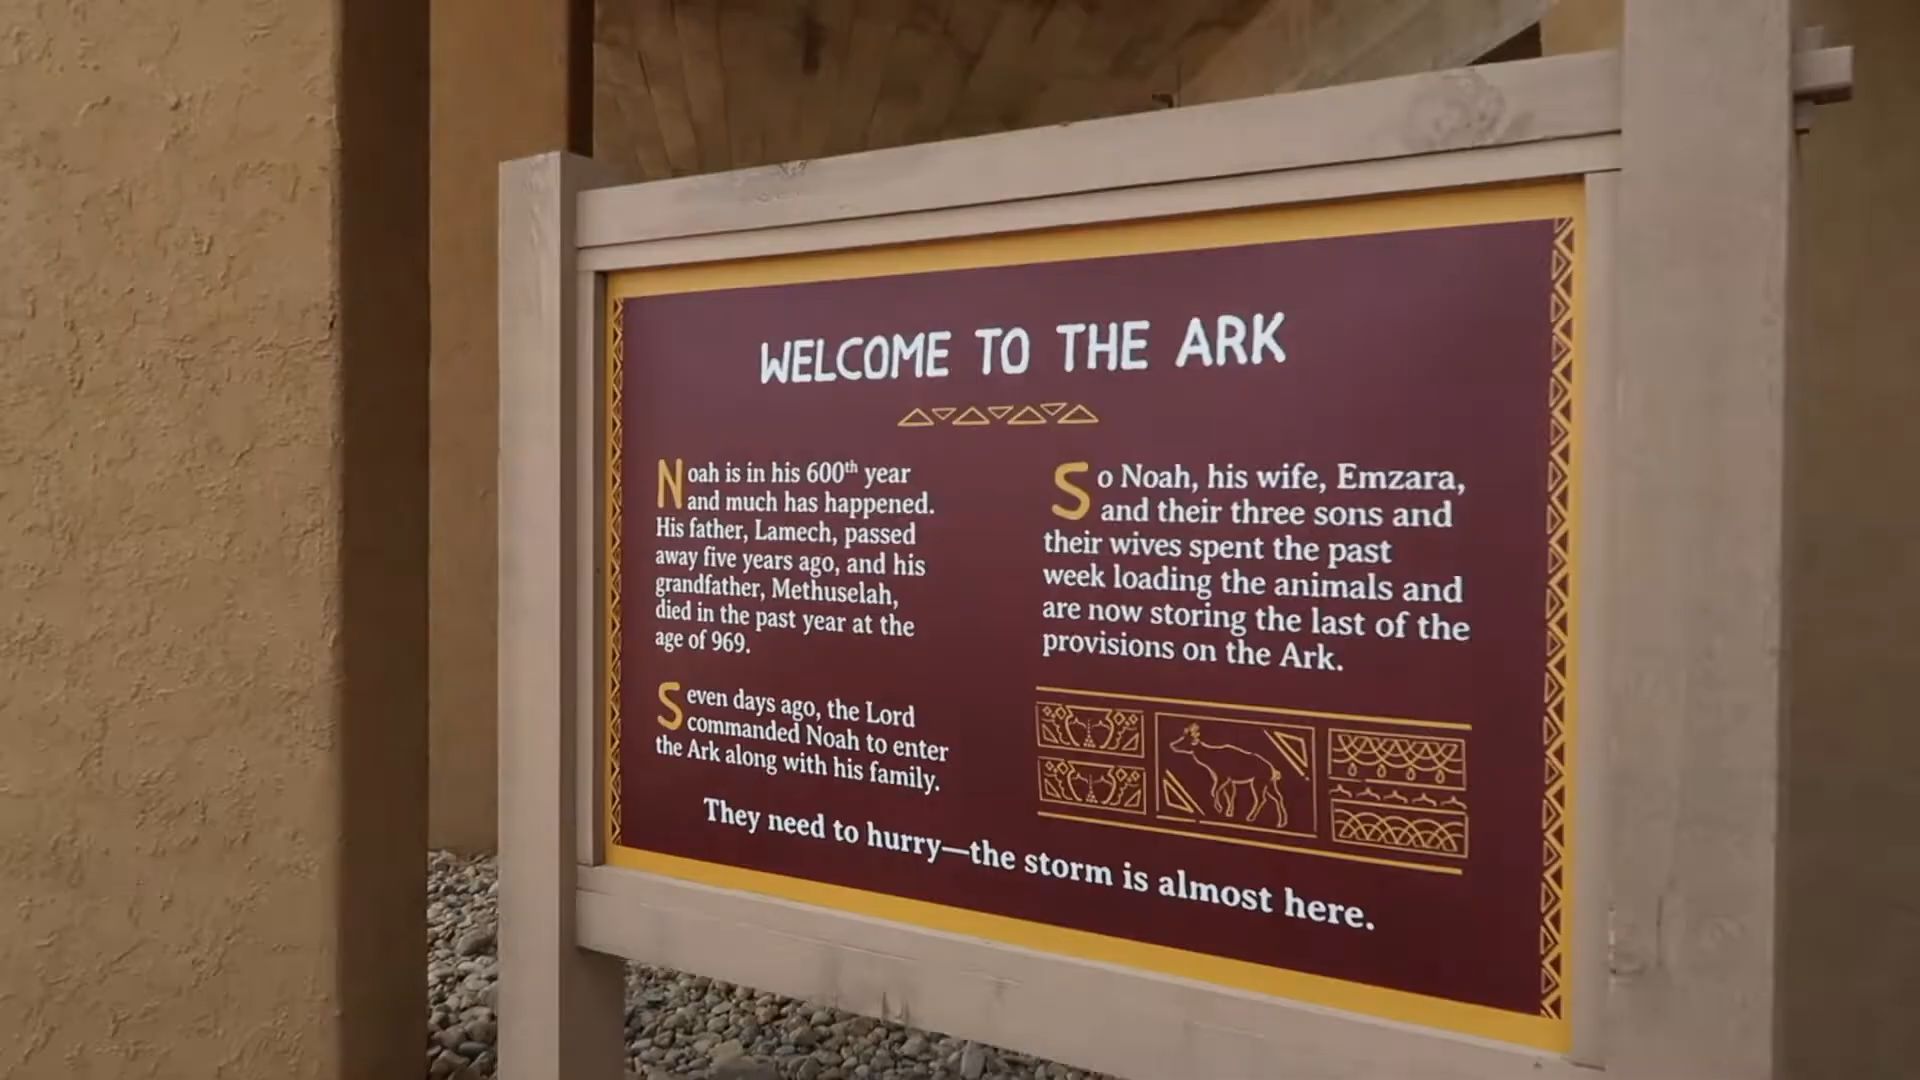 WELCOME TO THE ARK
Noah is in his 600th year
and much has happened.
His father, Lamech, passed
away five years ago, and his
grandfather, Methuselah,
died in the past year at the
age of 969.
Seven days ago, the Lord
commanded Noah to enter
the Ark along with his family.
So Noah, his wife, Emzara,
and their three sons and
their wives spent the past
week loading the animals and
are now storing the last of the
provisions on the Ark.
They need to hurry—the storm is almost here.